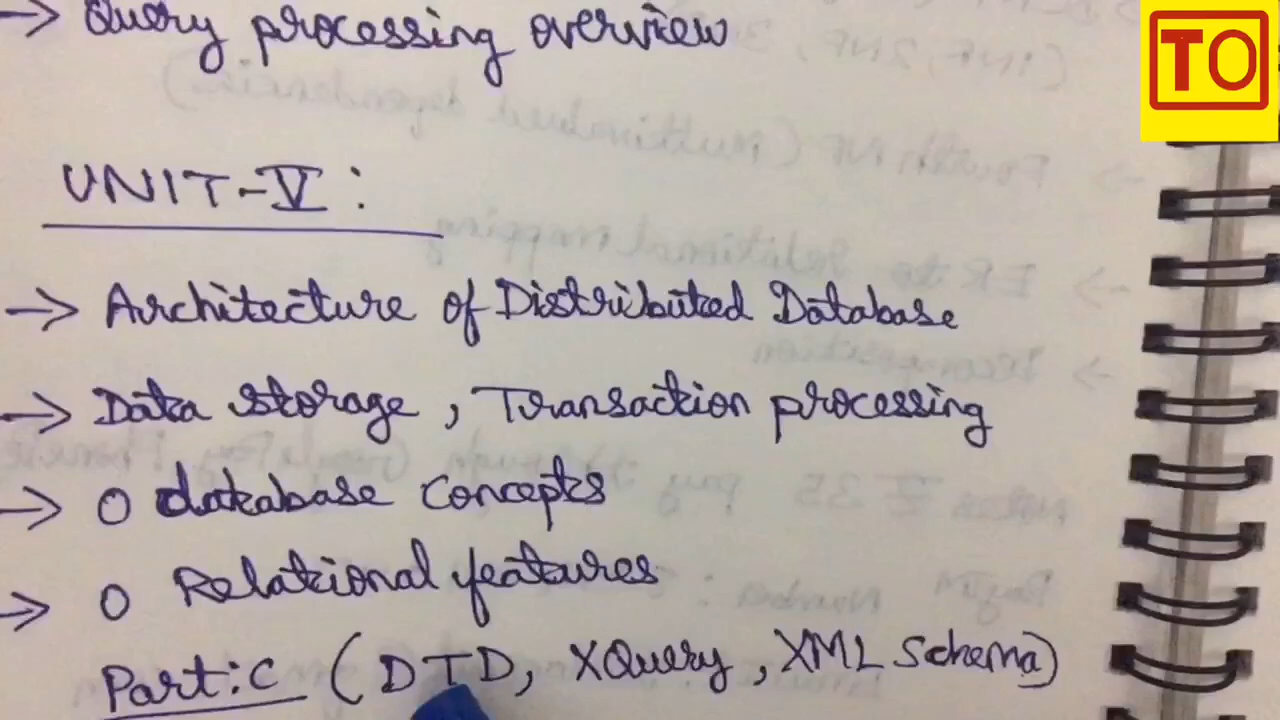 → Query processing overview
TO
UNIT-V:
→ Architecture of Distributed Database
→ Data storage, Transaction processing
→ O database concepts
→ O Relational features
Part:C (DTD, XQuery, XML Schema)